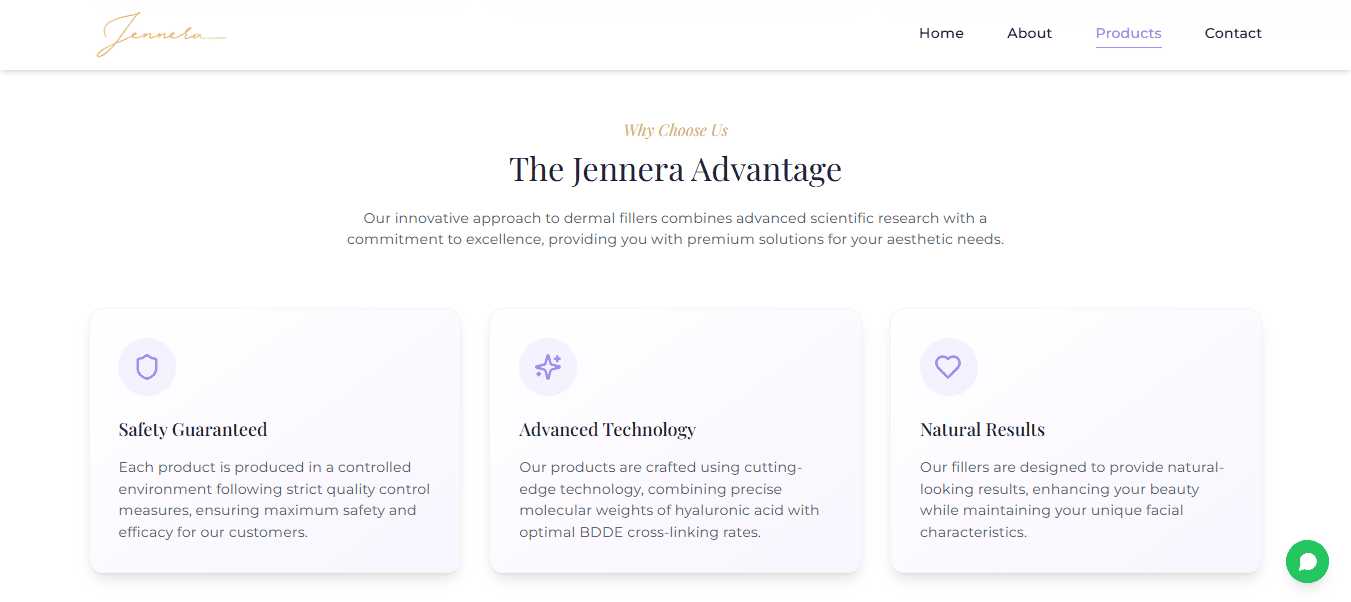 Jennera
Home
About
Products
Contact
Why Choose Us
The Jennera Advantage
Our innovative approach to dermal fillers combines advanced scientific research with a
commitment to excellence, providing you with premium solutions for your aesthetic needs.
Safety Guaranteed
Each product is produced in a controlled
environment following strict quality control
measures, ensuring maximum safety and
efficacy for our customers.
Advanced Technology
Our products are crafted using cutting-
edge technology, combining precise
molecular weights of hyaluronic acid with
optimal BDDE cross-linking rates.
Natural Results
Our fillers are designed to provide natural-
looking results, enhancing your beauty
while maintaining your unique facial
characteristics.